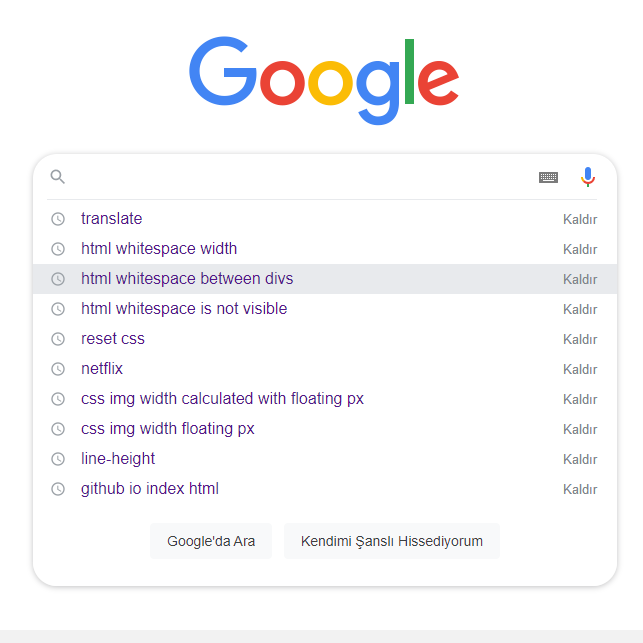 Google
translate Kaldır
html whitespace width Kaldır
html whitespace between divs Kaldır
html whitespace is not visible Kaldır
reset css Kaldır
netflix Kaldır
css img width calculated with floating px Kaldır
css img width floating px Kaldır
line-height Kaldır
github io index html Kaldır
Google'da Ara Kendimi Şanslı Hissediyorum